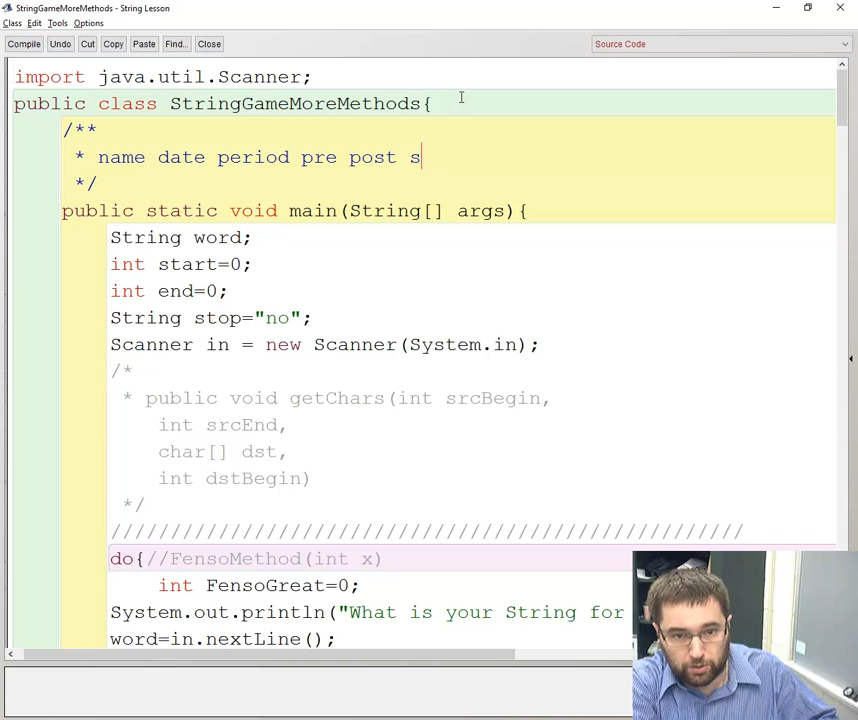 StringGameMoreMethods - String Lesson
Class Edit Tools Options
Compile Undo Cut Copy Paste Find... Close Source Code
import java.util.Scanner;
public class StringGameMoreMethods{
/**
* name date period pre post s
*/
public static void main(String[] args){
String word;
int start=0;
int end=0;
String stop="no";
Scanner in = new Scanner(System.in);
/*
* public void getChars(int srcBegin,
int srcEnd,
char[] dst,
int dstBegin)
*/
/////////////////////////////////////////////////////
do{//FensoMethod(int x)
int FensoGreat=0;
System.out.println("What is your String for
word=in.nextLine();